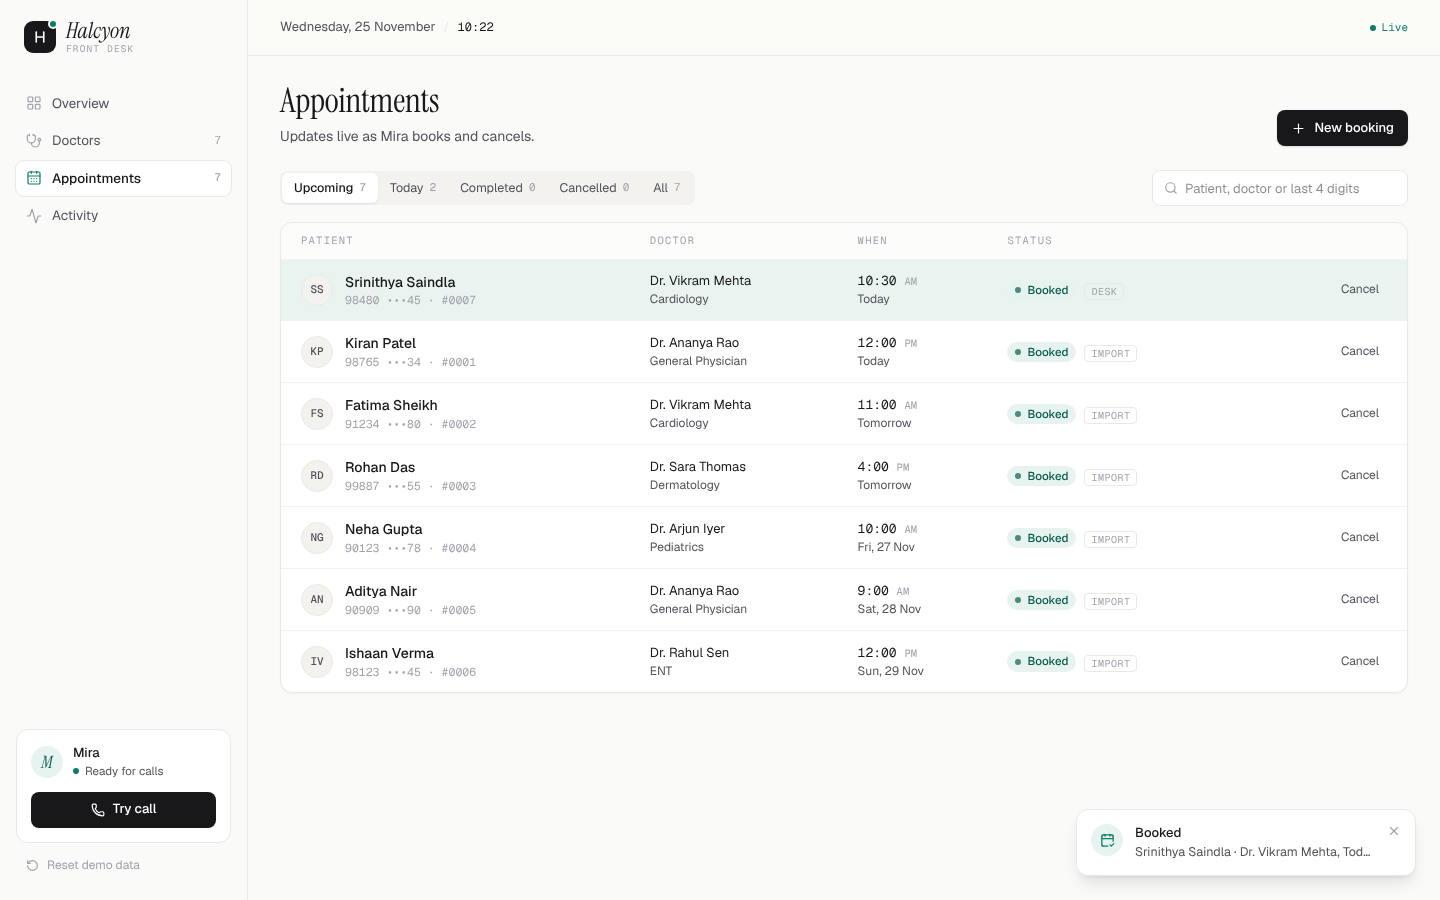 H
Halcyon
FRONT DESK
Overview
Doctors 7
Appointments 7
Activity
Mira
M
Ready for calls
Try call
Reset demo data
Wednesday, 25 November / 10:22
Live
Appointments
Updates live as Mira books and cancels.
+ New booking
Upcoming 7 Today 2 Completed 0 Cancelled 0 All 7
Patient, doctor or last 4 digits
PATIENT DOCTOR WHEN STATUS
SS Srinithya Saindla Dr. Vikram Mehta 10:30 AM Booked DESK Cancel
98480 •••45 · #0007 Cardiology Today
KP Kiran Patel Dr. Ananya Rao 12:00 PM Booked IMPORT Cancel
98765 •••34 · #0001 General Physician Today
FS Fatima Sheikh Dr. Vikram Mehta 11:00 AM Booked IMPORT Cancel
91234 •••80 · #0002 Cardiology Tomorrow
RD Rohan Das Dr. Sara Thomas 4:00 PM Booked IMPORT Cancel
99887 •••55 · #0003 Dermatology Tomorrow
NG Neha Gupta Dr. Arjun Iyer 10:00 AM Booked IMPORT Cancel
90123 •••78 · #0004 Pediatrics Fri, 27 Nov
AN Aditya Nair Dr. Ananya Rao 9:00 AM Booked IMPORT Cancel
90909 •••90 · #0005 General Physician Sat, 28 Nov
IV Ishaan Verma Dr. Rahul Sen 12:00 PM Booked IMPORT Cancel
98123 •••45 · #0006 ENT Sun, 29 Nov
Booked
Srinithya Saindla · Dr. Vikram Mehta, Tod…